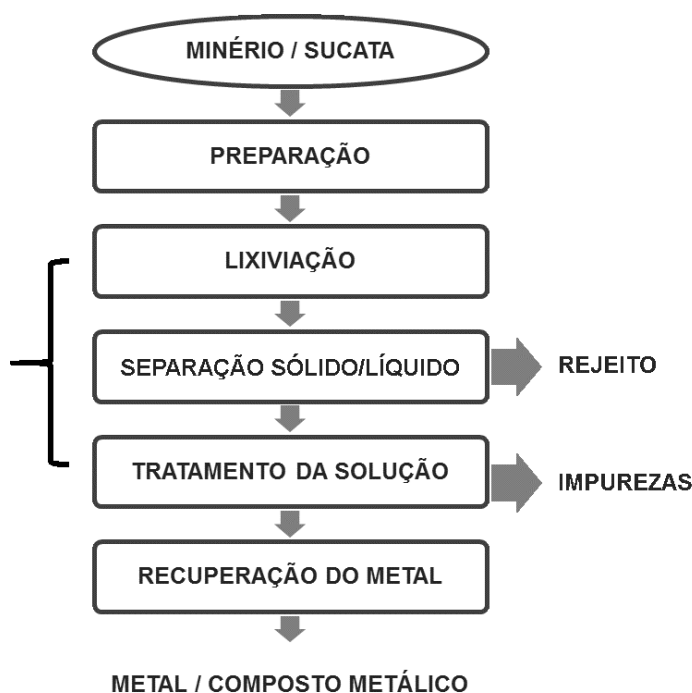 MINÉRIO / SUCATA
PREPARAÇÃO
LIXIVIAÇÃO
SEPARAÇÃO SÓLIDO/LÍQUIDO
REJEITO
TRATAMENTO DA SOLUÇÃO
IMPUREZAS
RECUPERAÇÃO DO METAL
METAL / COMPOSTO METÁLICO